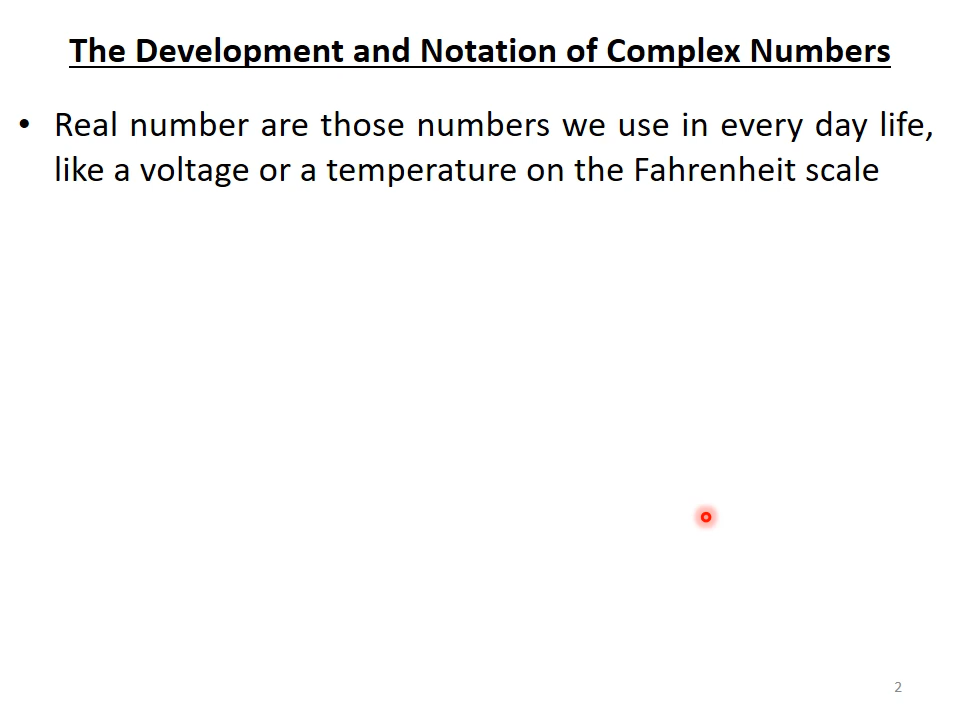 The Development and Notation of Complex Numbers
• Real number are those numbers we use in every day life,
like a voltage or a temperature on the Fahrenheit scale
2